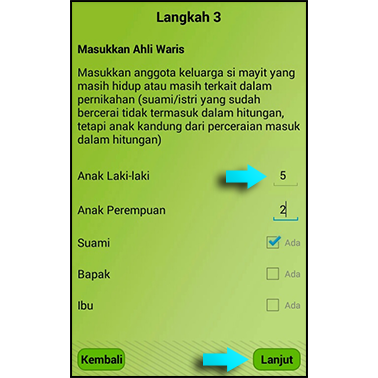 Langkah 3
Masukkan Ahli Waris
Masukkan anggota keluarga si mayit yang
masih hidup atau masih terkait dalam
pernikahan (suami/istri yang sudah
bercerai tidak termasuk dalam hitungan,
tetapi anak kandung dari perceraian masuk
dalam hitungan)
Anak Laki-laki 5
Anak Perempuan 2
Suami Ada
Bapak Ada
Ibu Ada
Kembali Lanjut